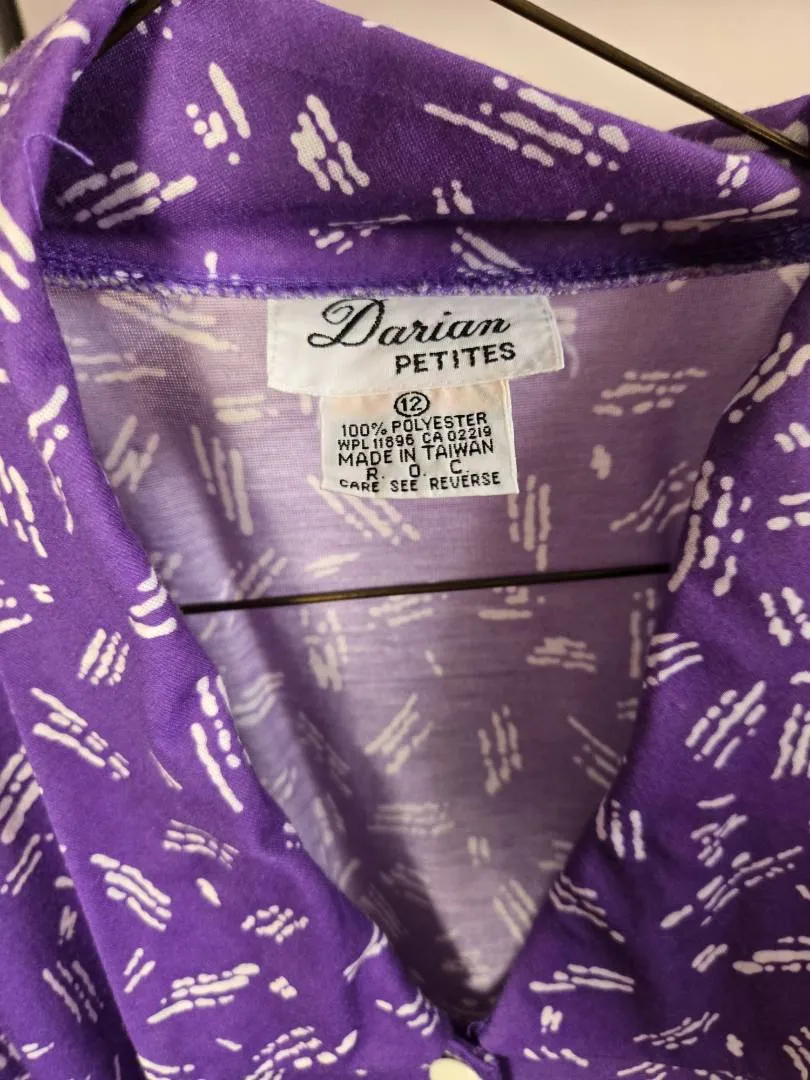 Darian
PETITES
12
100% POLYESTER
WPL 11896 CA 02219
MADE IN TAIWAN
R. O. C.
CARE SEE REVERSE